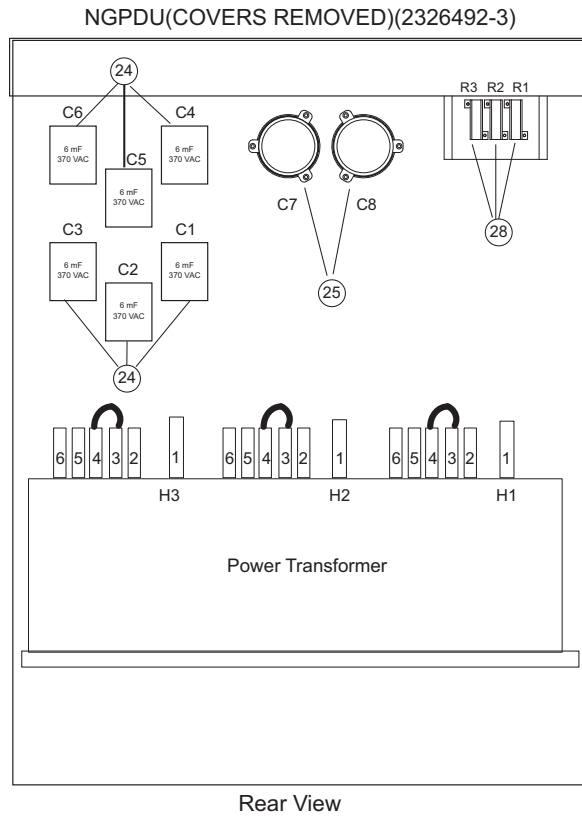 NGPDU(COVERS REMOVED)(2326492-3)
24
R3 R2 R1
C6
C4
6 mF
370 VAC
C5
6 mF
370 VAC
6 mF
370 VAC
C7
C8
28
C3
C1
6 mF
370 VAC
C2
6 mF
370 VAC
6 mF
370 VAC
25
24
6 5 4 3 2 1
6 5 4 3 2 1
6 5 4 3 2 1
H3
H2
H1
Power Transformer
Rear View